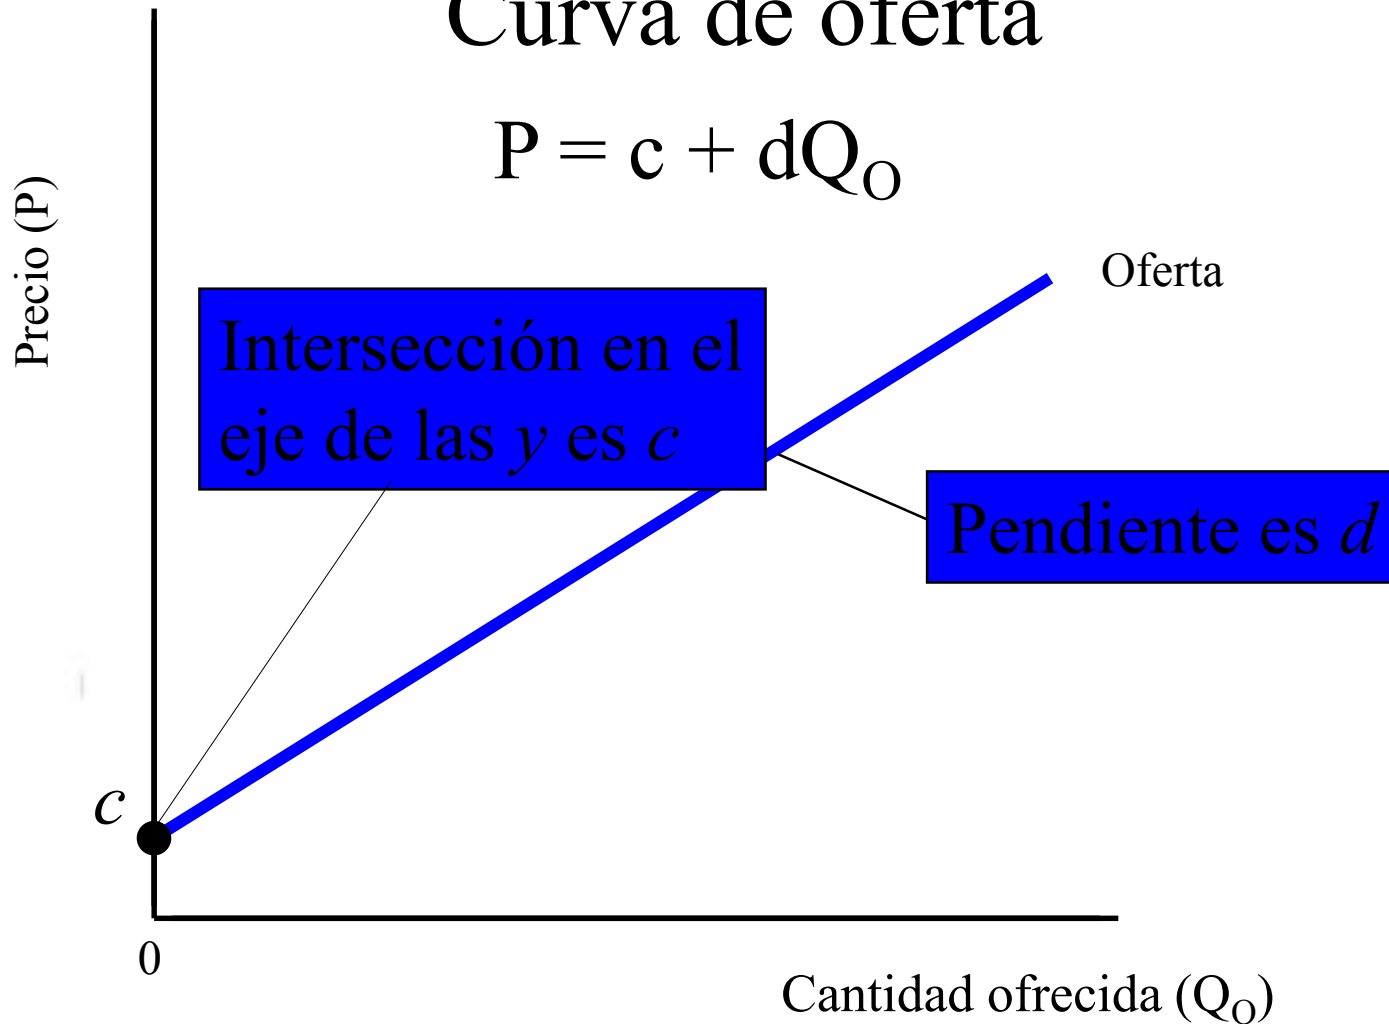 Curva de oferta
P = c + dQO
Precio (P)
Oferta
Intersección en el
eje de las y es c
Pendiente es d
c
0
Cantidad ofrecida (QO)